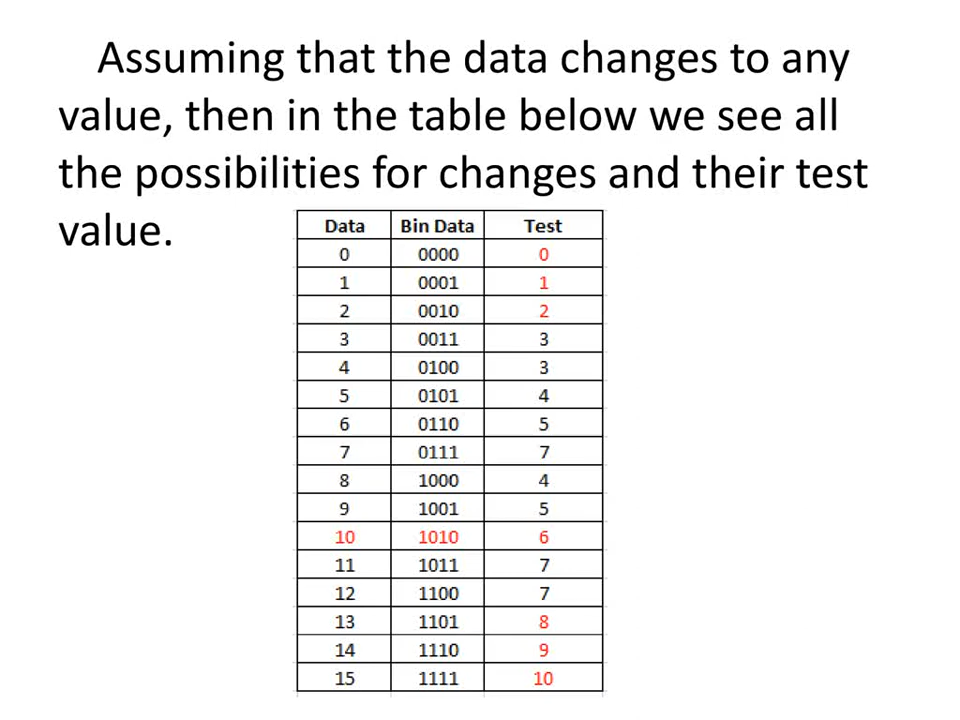 Assuming that the data changes to any
value, then in the table below we see all
the possibilities for changes and their test
value.
Data Bin Data Test
0 0000 0
1 0001 1
2 0010 2
3 0011 3
4 0100 3
5 0101 4
6 0110 5
7 0111 7
8 1000 4
9 1001 5
10 1010 6
11 1011 7
12 1100 7
13 1101 8
14 1110 9
15 1111 10